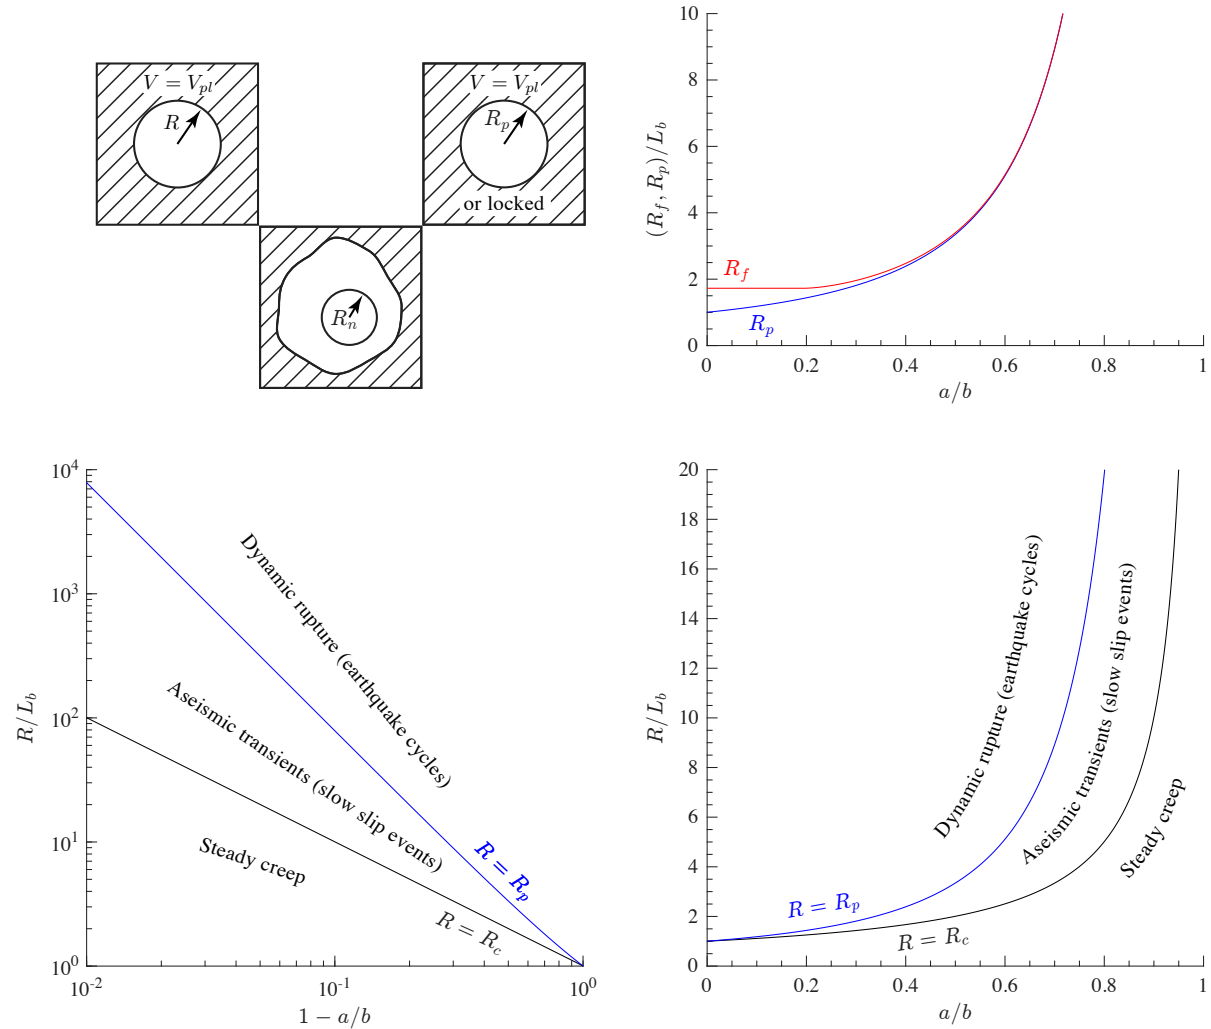 V = V_{pl}
R
V = V_{pl}
R_p
or locked
R_n
(R_f, R_p)/L_b
10
8
6
4
2
0
R_f
R_p
0
0.2
0.4
0.6
0.8
1
a/b
R/L_b
10^4
10^3
10^2
10^1
10^0
Dynamic rupture (earthquake cycles)
Aseismic transients (slow slip events)
Steady creep
R = R_p
R = R_c
10^{-2}
10^{-1}
10^0
1 − a/b
R/L_b
20
18
16
14
12
10
8
6
4
2
0
Dynamic rupture (earthquake cycles)
Aseismic transients (slow slip events)
Steady creep
R = R_p
R = R_c
0
0.2
0.4
0.6
0.8
1
a/b